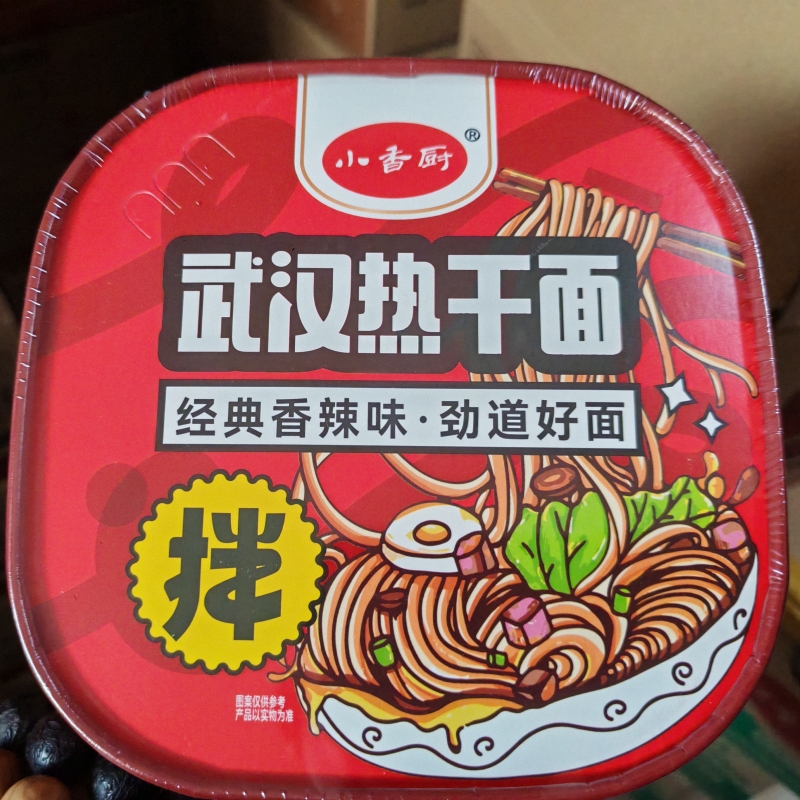 小香厨®
武汉热干面
经典香辣味·劲道好面
拌
图案仅供参考
产品以实物为准